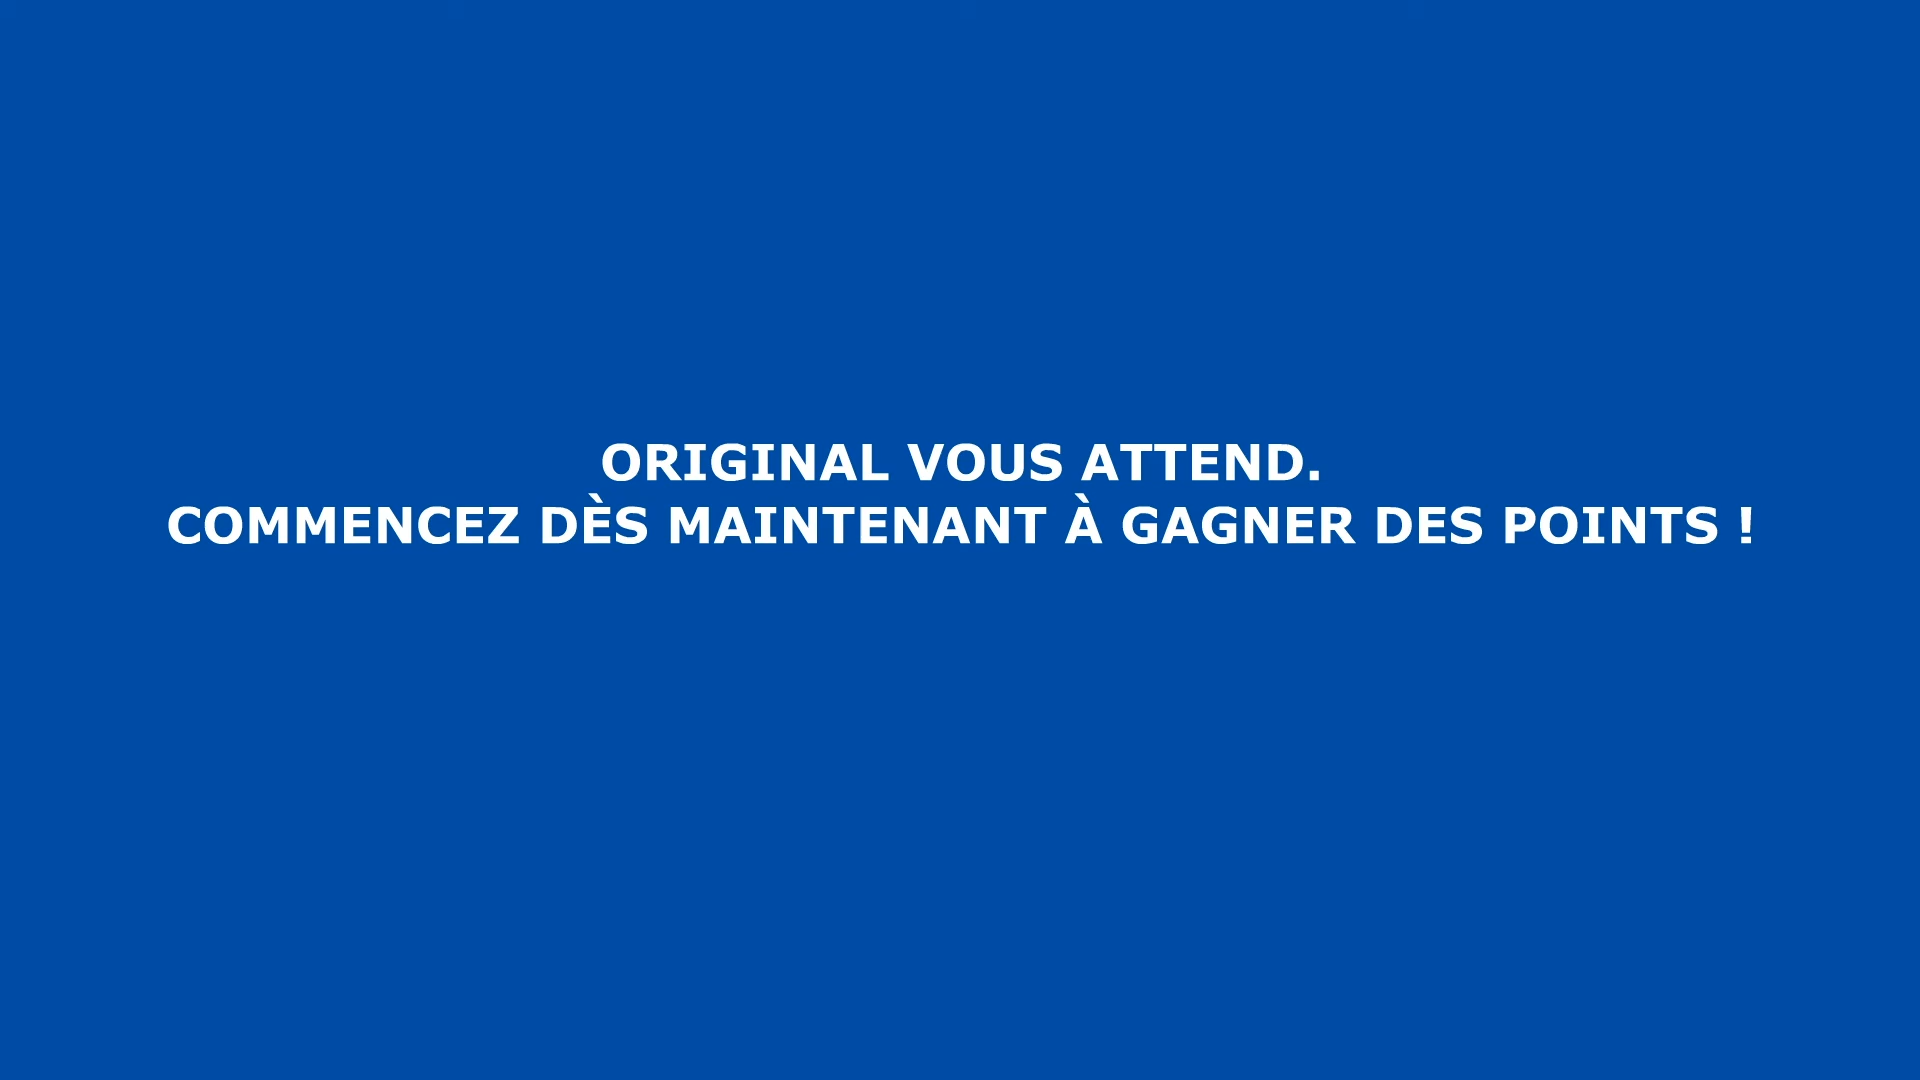 ORIGINAL VOUS ATTEND.
COMMENCEZ DÈS MAINTENANT À GAGNER DES POINTS !